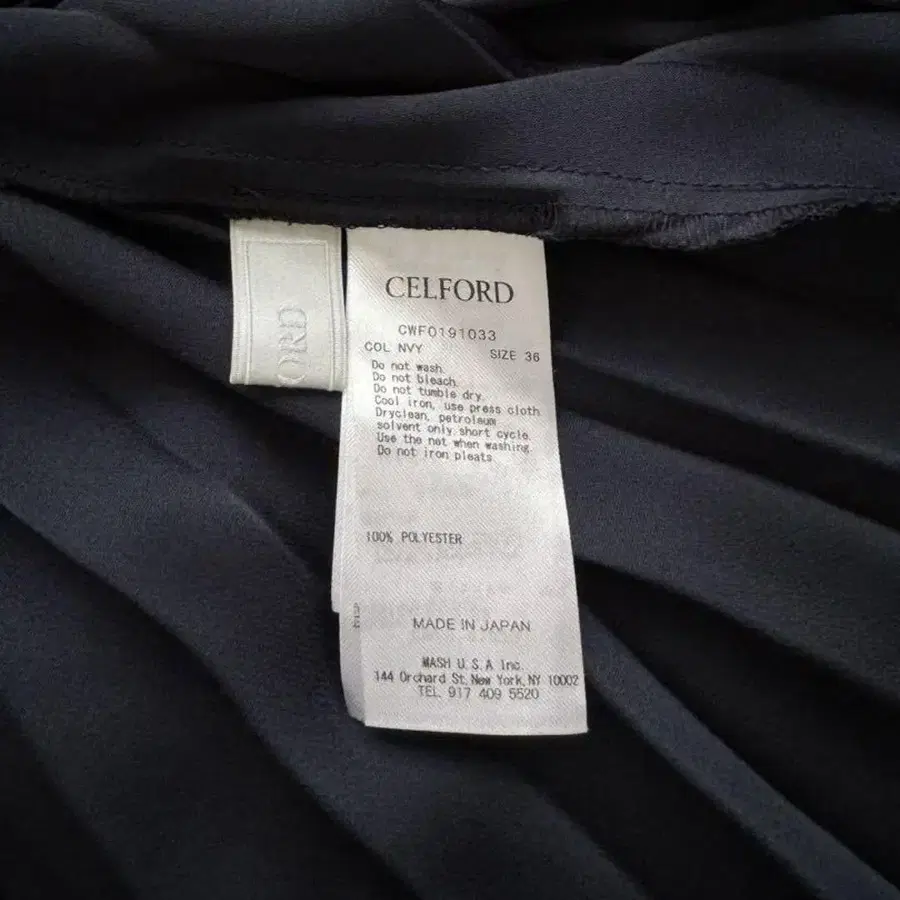 CELFORD
CWFO191033
COL NVY SIZE 36
Do not wash.
Do not bleach.
Do not tumble dry.
Cool iron, use press cloth
Dryclean, petroleum
solvent only short cycle.
Use the net when washing.
Do not iron pleats.
100% POLYESTER
MADE IN JAPAN
MASH U.S.A Inc.
144 Orchard St. New York, NY 10002
TEL. 917 409 5520
ORD